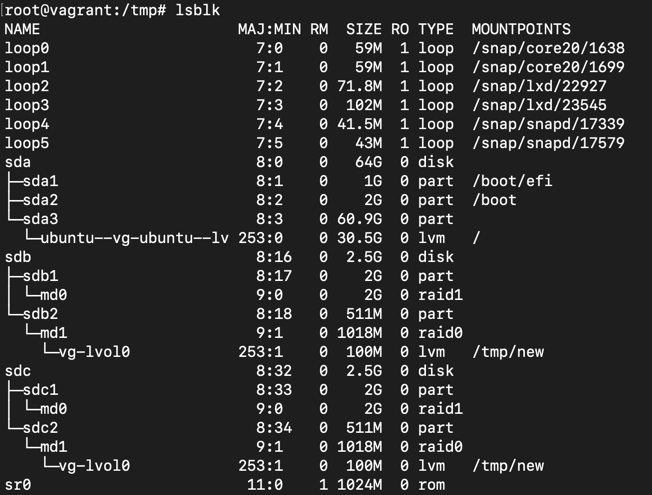 [root@vagrant:/tmp# lsblk
NAME                      MAJ:MIN RM  SIZE RO TYPE  MOUNTPOINTS
loop0                       7:0    0   59M  1 loop  /snap/core20/1638
loop1                       7:1    0   59M  1 loop  /snap/core20/1699
loop2                       7:2    0 71.8M  1 loop  /snap/lxd/22927
loop3                       7:3    0  102M  1 loop  /snap/lxd/23545
loop4                       7:4    0 41.5M  1 loop  /snap/snapd/17339
loop5                       7:5    0   43M  1 loop  /snap/snapd/17579
sda                         8:0    0   64G  0 disk
├─sda1                      8:1    0    1G  0 part  /boot/efi
├─sda2                      8:2    0    2G  0 part  /boot
└─sda3                      8:3    0 60.9G  0 part
  └─ubuntu--vg-ubuntu--lv 253:0    0 30.5G  0 lvm   /
sdb                         8:16   0  2.5G  0 disk
├─sdb1                      8:17   0    2G  0 part
│ └─md0                     9:0    0    2G  0 raid1
└─sdb2                      8:18   0  511M  0 part
  └─md1                     9:1    0 1018M  0 raid0
    └─vg-lvol0            253:1    0  100M  0 lvm   /tmp/new
sdc                         8:32   0  2.5G  0 disk
├─sdc1                      8:33   0    2G  0 part
│ └─md0                     9:0    0    2G  0 raid1
└─sdc2                      8:34   0  511M  0 part
  └─md1                     9:1    0 1018M  0 raid0
    └─vg-lvol0            253:1    0  100M  0 lvm   /tmp/new
sr0                        11:0    1 1024M  0 rom